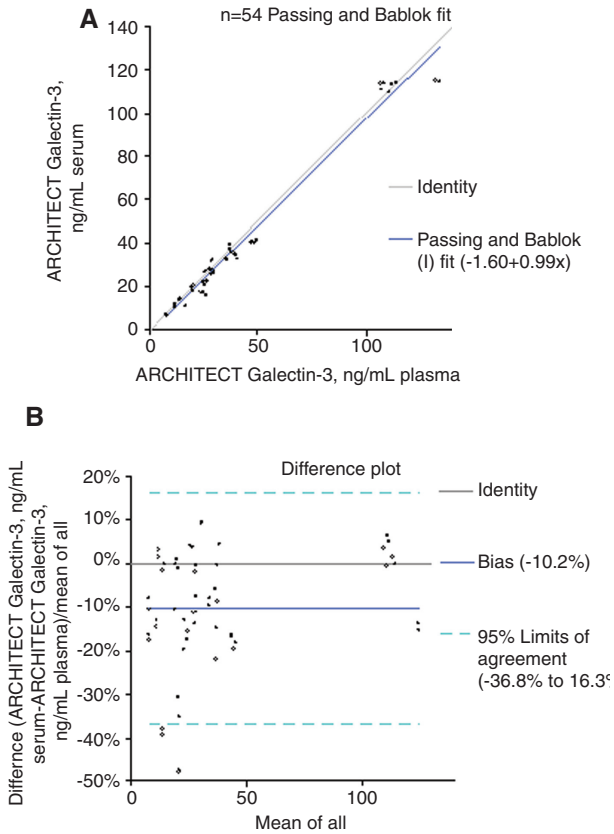 A
n=54 Passing and Bablok fit
ARCHITECT Galectin-3,
ng/mL serum
140
120
100
80
60
40
20
0
0
50
100
Identity
Passing and Bablok
(I) fit (-1.60+0.99x)
ARCHITECT Galectin-3, ng/mL plasma
B
Difference plot
Differnce (ARCHITECT Galectin-3, ng/mL
serum-ARCHITECT Galectin-3,
ng/mL plasma)/mean of all
20%
10%
0%
-10%
-20%
-30%
-40%
-50%
0
50
100
Identity
Bias (-10.2%)
95% Limits of
agreement
(-36.8% to 16.3%
Mean of all